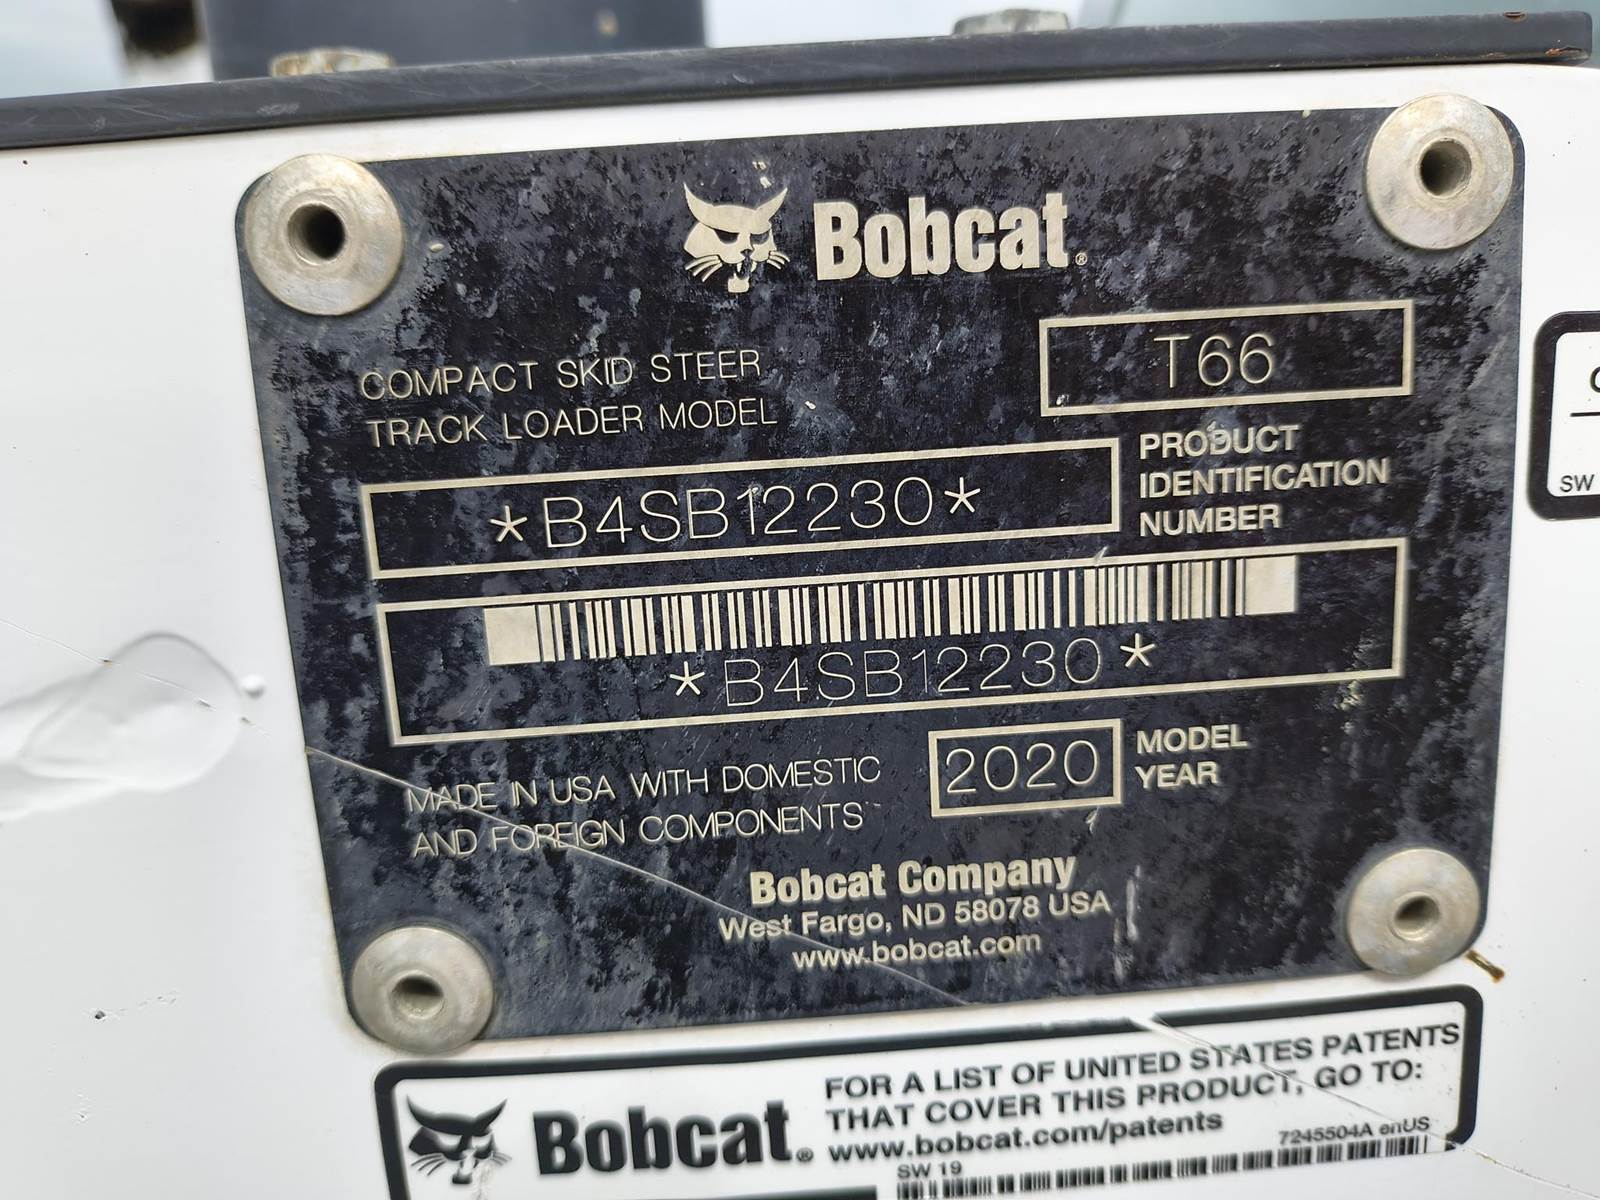 Bobcat®
COMPACT SKID STEER
TRACK LOADER MODEL
T66
*B4SB12230*
PRODUCT
IDENTIFICATION
NUMBER
*B4SB12230*
MADE IN USA WITH DOMESTIC
AND FOREIGN COMPONENTS
2020
MODEL
YEAR
Bobcat Company
West Fargo, ND 58078 USA
www.bobcat.com
SW
Bobcat®
FOR A LIST OF UNITED STATES PATENTS
THAT COVER THIS PRODUCT, GO TO:
www.bobcat.com/patents
7245504A enUS
SW 19